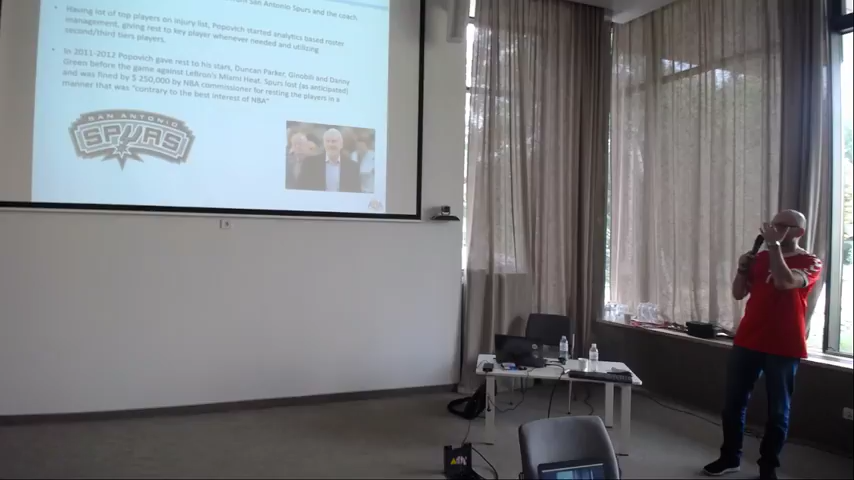 San Antonio Spurs and the coach.
• Having lot of top players on injury list, Popovich started analytics based roster
management, giving rest to key player whenever needed and utilising
second/third tiers players.
• In 2011-2012 Popovich gave rest to his stars, Duncan Parker, Ginobili and Danny
Green before the game against LeBron's Miami Heat. Spurs lost (as anticipated)
and was fined by $ 250,000 by NBA commissioner for resting the players in a
manner that was "contrary to the best interest of NBA"
SAN ANTONIO
SPURS